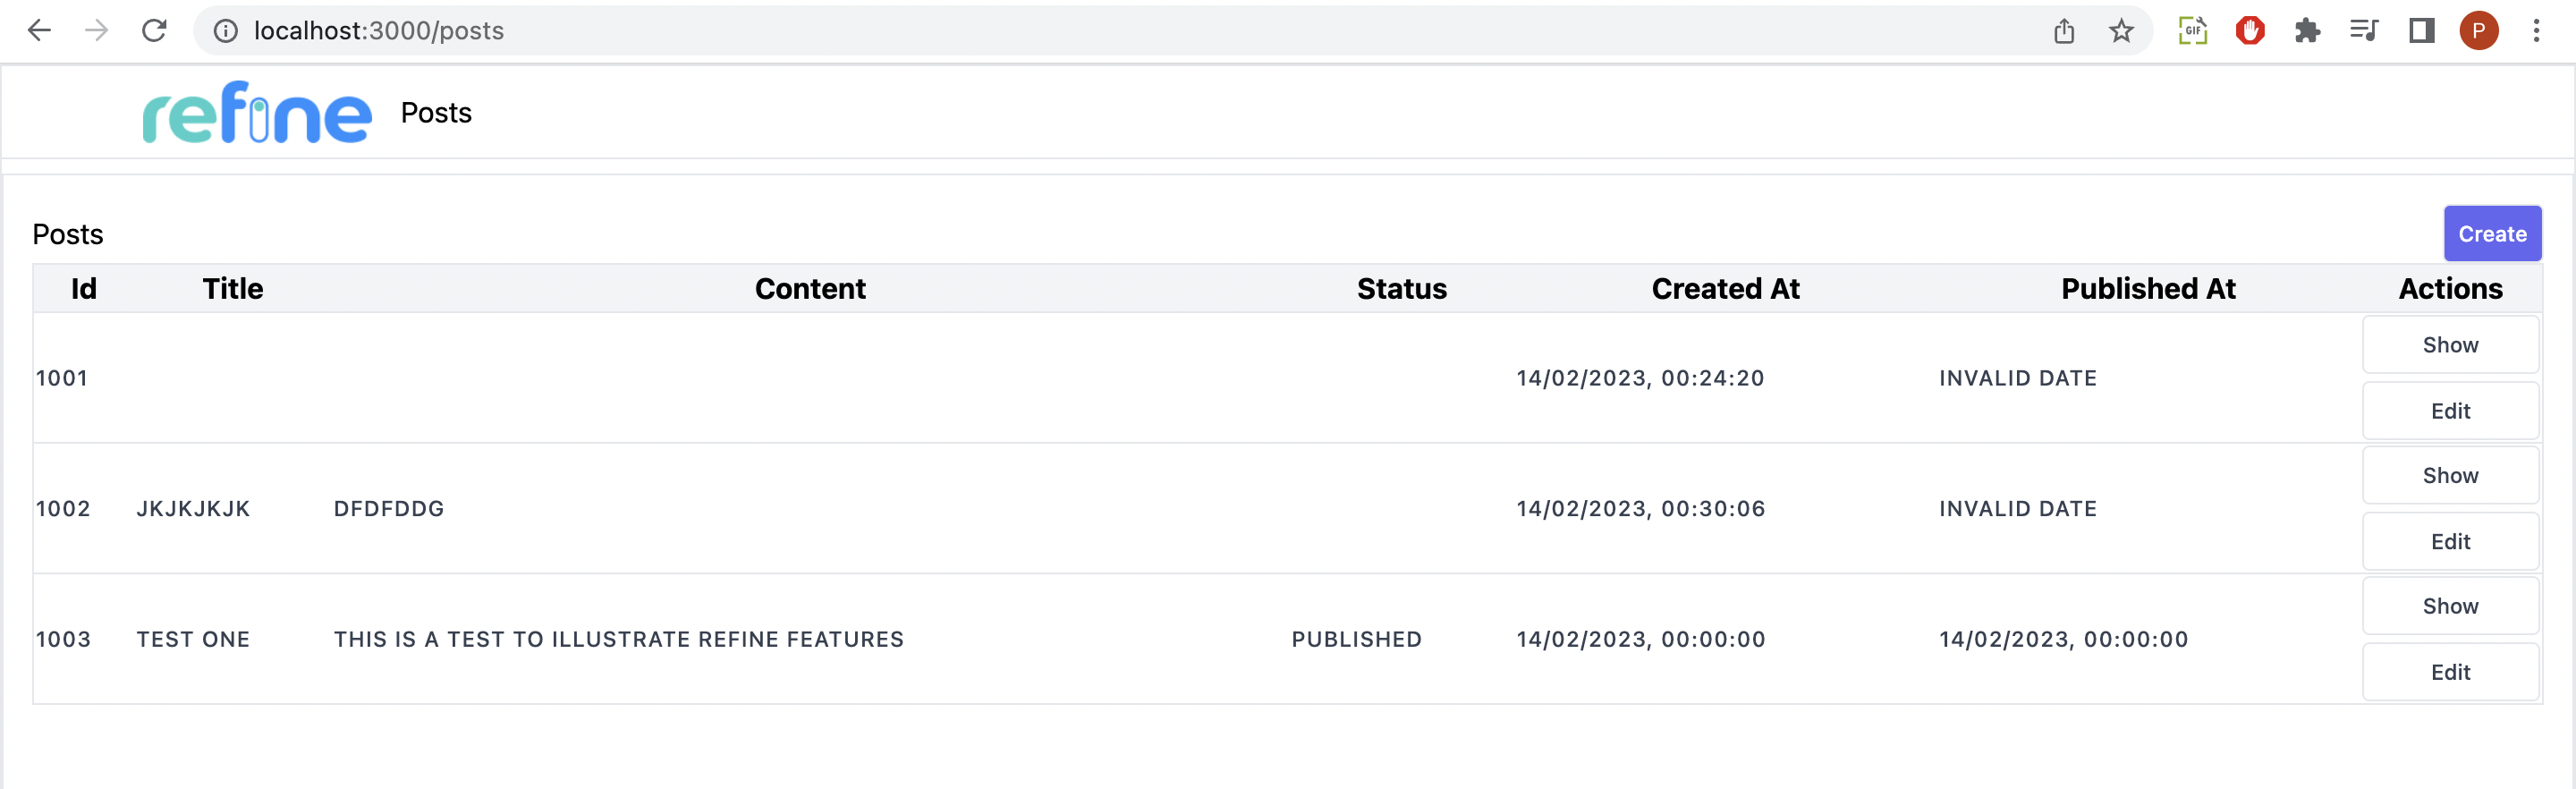 localhost:3000/posts
GIF
P
refine Posts
Posts Create
Id Title Content Status Created At Published At Actions
1001 14/02/2023, 00:24:20 INVALID DATE Show
Edit
1002 JKJKJKJK DFDFDDG 14/02/2023, 00:30:06 INVALID DATE Show
Edit
1003 TEST ONE THIS IS A TEST TO ILLUSTRATE REFINE FEATURES PUBLISHED 14/02/2023, 00:00:00 14/02/2023, 00:00:00 Show
Edit